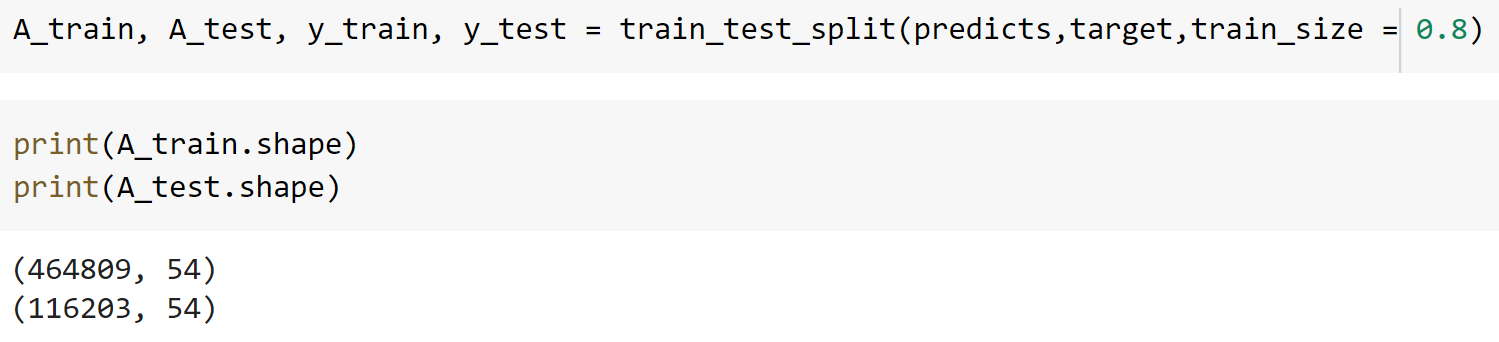 A_train, A_test, y_train, y_test = train_test_split(predicts,target,train_size = 0.8)
print(A_train.shape)
print(A_test.shape)
(464809, 54)
(116203, 54)